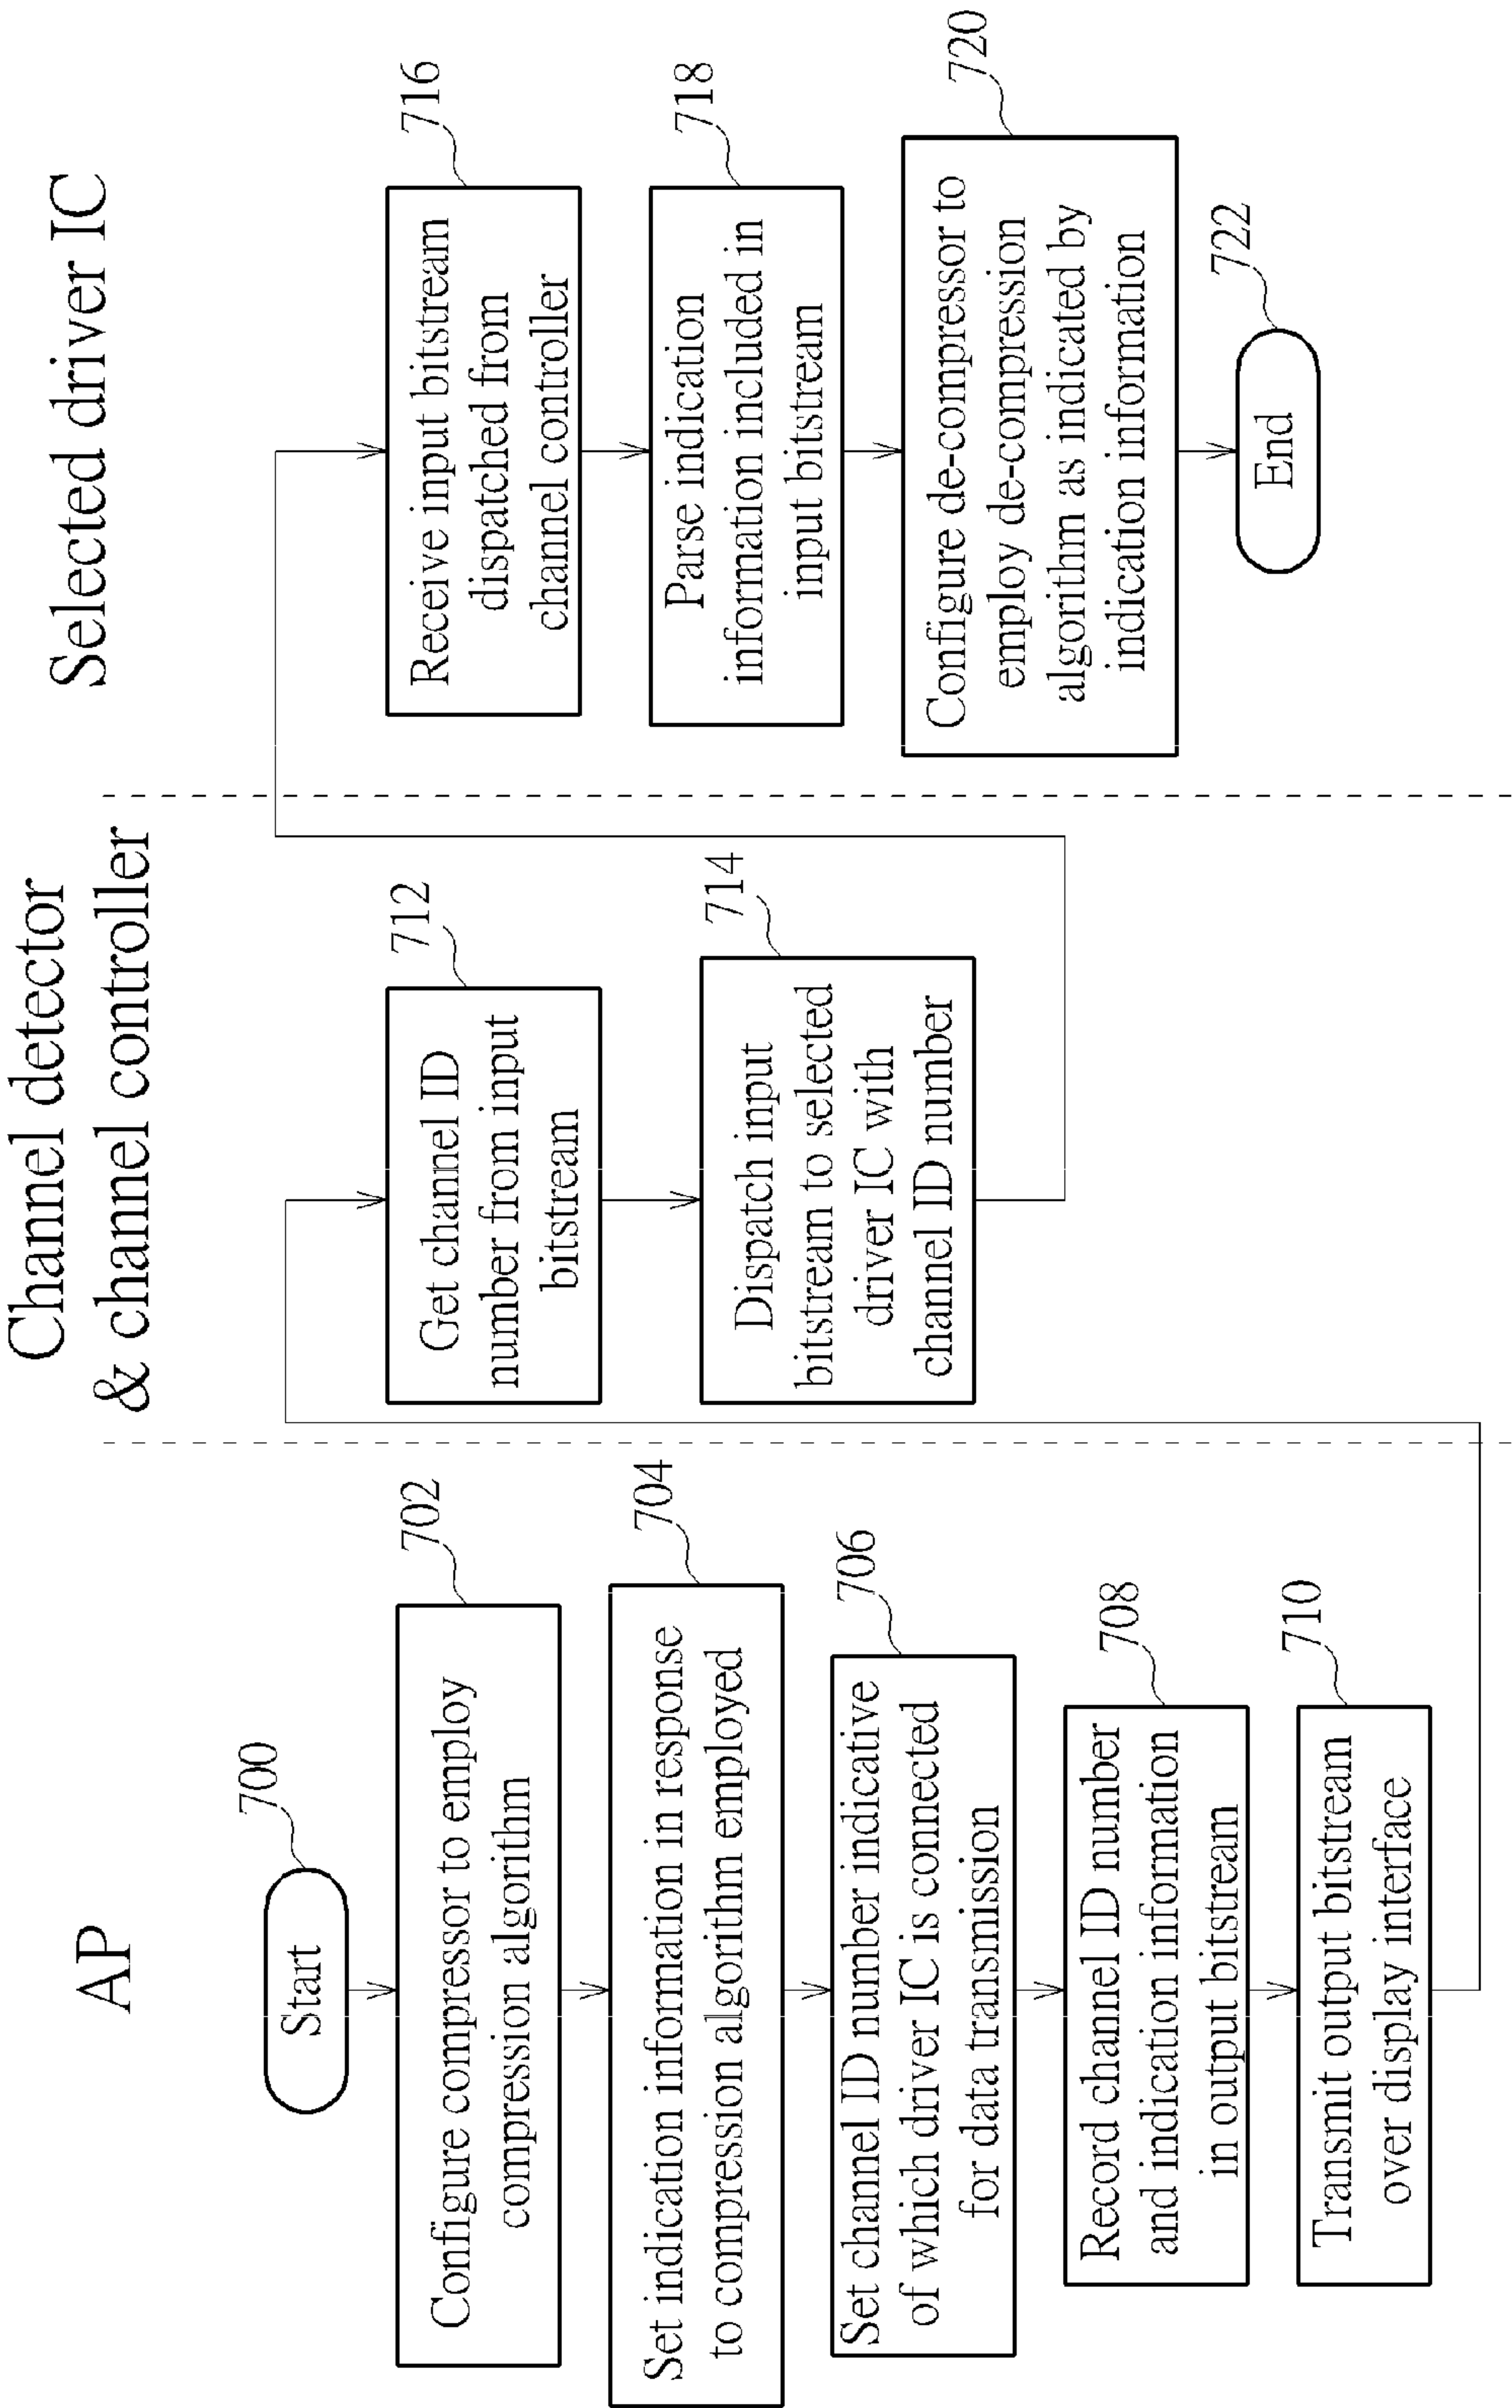 AP
700
Start
702
Configure compressor to employ
compression algorithm
704
Set indication information in response
to compression algorithm employed
706
Set channel ID number indicative
of which driver IC is connected
for data transmission
708
Record channel ID number
and indication information
in output bitstream
710
Transmit output bitstream
over display interface
Channel detector
& channel controller
712
Get channel ID
number from input
bitstream
714
Dispatch input
bitstream to selected
driver IC with
channel ID number
Selected driver IC
716
Receive input bitstream
dispatched from
channel controller
718
Parse indication
information included in
input bitstream
720
Configure de-compressor to
employ de-compression
algorithm as indicated by
indication information
722
End